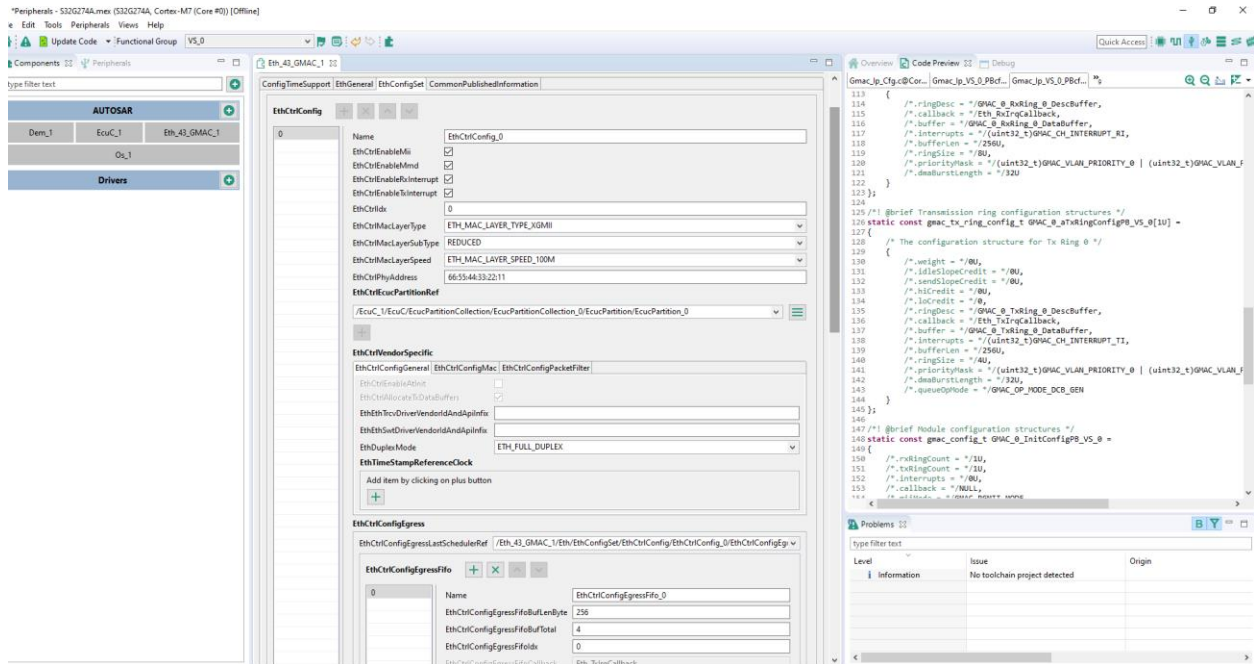 *Peripherals - S32G274A.mex (S32G274A, Cortex-M7 (Core #0)) [Offline]
Edit Tools Peripherals Views Help
Update Code Functional Group VS_0
Quick Access
Components Peripherals
type filter text
AUTOSAR
Dem_1 EcuC_1 Eth_43_GMAC_1
Os_1
Drivers
Eth_43_GMAC_1
ConfigTimeSupport EthGeneral EthConfigSet CommonPublishedInformation
EthCtrlConfig
0
Name EthCtrlConfig_0
EthCtrlEnableMii
EthCtrlEnableMmd
EthCtrlEnableRxInterrupt
EthCtrlEnableTxInterrupt
EthCtrlIdx 0
EthCtrlMacLayerType ETH_MAC_LAYER_TYPE_XGMII
EthCtrlMacLayerSubType REDUCED
EthCtrlMacLayerSpeed ETH_MAC_LAYER_SPEED_100M
EthCtrlPhyAddress 66:55:44:33:22:11
EthCtrlEcucPartitionRef
/EcuC_1/EcuC/EcucPartitionCollection/EcucPartitionCollection_0/EcucPartition/EcucPartition_0
EthCtrlVendorSpecific
EthCtrlConfigGeneral EthCtrlConfigMac EthCtrlConfigPacketFilter
EthCtrlEnableAtInit
EthCtrlAllocateTxDataBuffers
EthEthTrcvDriverVendorIdAndApiInfix
EthEthSwtDriverVendorIdAndApiInfix
EthDuplexMode ETH_FULL_DUPLEX
EthTimeStampReferenceClock
Add item by clicking on plus button
EthCtrlConfigEgress
EthCtrlConfigEgressLastSchedulerRef /Eth_43_GMAC_1/Eth/EthConfigSet/EthCtrlConfig/EthCtrlConfig_0/EthCtrlConfigEgr
EthCtrlConfigEgressFifo
0
Name EthCtrlConfigEgressFifo_0
EthCtrlConfigEgressFifoBufLenByte 256
EthCtrlConfigEgressFifoBufTotal 4
EthCtrlConfigEgressFifoIdx 0
EthCtrlConfigEgressFifoCallback Eth_TxIrqCallback
Overview Code Preview Debug
Gmac_Ip_Cfg.c@Cor... Gmac_Ip_VS_0_PBcf... Gmac_Ip_VS_0_PBcf...
113 {
114 /*.ringDesc = */GMAC_0_RxRing_0_DescBuffer,
115 /*.callback = */Eth_RxIrqCallback,
116 /*.buffer = */GMAC_0_RxRing_0_DataBuffer,
117 /*.interrupts = */(uint32_t)GMAC_CH_INTERRUPT_RI,
118 /*.bufferLen = */256U,
119 /*.ringSize = */8U,
120 /*.priorityMask = */(uint32_t)GMAC_VLAN_PRIORITY_0 | (uint32_t)GMAC_VLAN_P
121 /*.dmaBurstLength = */32U
122 }
123 };
124
125 /*! @brief Transmission ring configuration structures */
126 static const gmac_tx_ring_config_t GMAC_0_aTxRingConfigPB_VS_0[1U] =
127 {
128 /* The configuration structure for Tx Ring 0 */
129 {
130 /*.weight = */0U,
131 /*.idleSlopeCredit = */0U,
132 /*.sendSlopeCredit = */0U,
133 /*.hiCredit = */0U,
134 /*.loCredit = */0,
135 /*.ringDesc = */GMAC_0_TxRing_0_DescBuffer,
136 /*.callback = */Eth_TxIrqCallback,
137 /*.buffer = */GMAC_0_TxRing_0_DataBuffer,
138 /*.interrupts = */(uint32_t)GMAC_CH_INTERRUPT_TI,
139 /*.bufferLen = */256U,
140 /*.ringSize = */4U,
141 /*.priorityMask = */(uint32_t)GMAC_VLAN_PRIORITY_0 | (uint32_t)GMAC_VLAN_P
142 /*.dmaBurstLength = */32U,
143 /*.queueOpMode = */GMAC_OP_MODE_DCB_GEN
144 }
145 };
146
147 /*! @brief Module configuration structures */
148 static const gmac_config_t GMAC_0_InitConfigPB_VS_0 =
149 {
150 /*.rxRingCount = */1U,
151 /*.txRingCount = */1U,
152 /*.interrupts = */0U,
153 /*.callback = */NULL,
Problems
type filter text
Level Issue Origin
Information No toolchain project detected